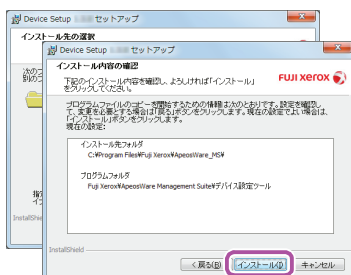 Device Setup セットアップ
インストール先の選択
Device Setup セットアップ
インストール内容の確認
下記のインストール内容を確認し、よろしければ「インストール」
をクリックしてください。
FUJI XEROX
プログラムファイルのコピーを開始するための情報は次のとおりです。設定を確認し
て、変更を必要とする場合は「戻る」ボタンをクリックします。現在の設定でよい場合は、
「インストール」ボタンをクリックします。
現在の設定:
インストール先フォルダ
C:¥Program Files¥Fuji Xerox¥ApeosWare_MS¥
プログラムフォルダ
Fuji Xerox¥ApeosWare Management Suite¥デバイス設定ツール
InstallShield
< 戻る(B)
インストール(I)
キャンセル